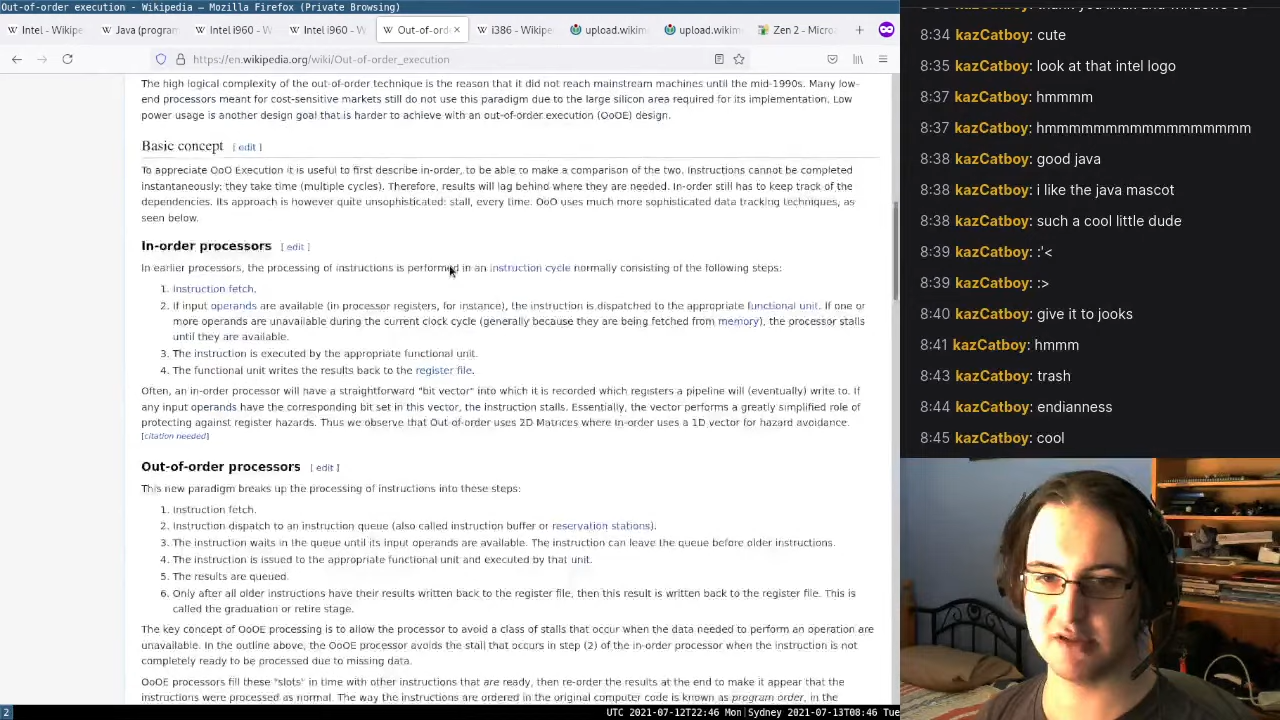 Out-of-order execution - Wikipedia — Mozilla Firefox (Private Browsing)
Intel - Wikipe
Java (progran
Intel i960 - W
Intel i960 - W
Out-of-ord
i386 - Wikipe
upload.wikim
upload.wikim
Zen 2 - Micro
https://en.wikipedia.org/wiki/Out-of-order_execution
The high logical complexity of the out-of-order technique is the reason that it did not reach mainstream machines until the mid-1990s. Many low-
end processors meant for cost-sensitive markets still do not use this paradigm due to the large silicon area required for its implementation. Low
power usage is another design goal that is harder to achieve with an out-of-order execution (OoOE) design.
Basic concept [ edit ]
To appreciate OoO Execution it is useful to first describe in-order, to be able to make a comparison of the two. Instructions cannot be completed
instantaneously: they take time (multiple cycles). Therefore, results will lag behind where they are needed. In-order still has to keep track of the
dependencies. Its approach is however quite unsophisticated: stall, every time. OoO uses much more sophisticated data tracking techniques, as
seen below.
In-order processors [ edit ]
In earlier processors, the processing of instructions is performed in an instruction cycle normally consisting of the following steps:
1. Instruction fetch.
2. If input operands are available (in processor registers, for instance), the instruction is dispatched to the appropriate functional unit. If one or
more operands are unavailable during the current clock cycle (generally because they are being fetched from memory), the processor stalls
until they are available.
3. The instruction is executed by the appropriate functional unit.
4. The functional unit writes the results back to the register file.
Often, an in-order processor will have a straightforward "bit vector" into which it is recorded which registers a pipeline will (eventually) write to. If
any input operands have the corresponding bit set in this vector, the instruction stalls. Essentially, the vector performs a greatly simplified role of
protecting against register hazards. Thus we observe that Out-of-order uses 2D Matrices where In-order uses a 1D vector for hazard avoidance.
[citation needed]
Out-of-order processors [ edit ]
This new paradigm breaks up the processing of instructions into these steps:
1. Instruction fetch.
2. Instruction dispatch to an instruction queue (also called instruction buffer or reservation stations).
3. The instruction waits in the queue until its input operands are available. The instruction can leave the queue before older instructions.
4. The instruction is issued to the appropriate functional unit and executed by that unit.
5. The results are queued.
6. Only after all older instructions have their results written back to the register file, then this result is written back to the register file. This is
called the graduation or retire stage.
The key concept of OoOE processing is to allow the processor to avoid a class of stalls that occur when the data needed to perform an operation are
unavailable. In the outline above, the OoOE processor avoids the stall that occurs in step (2) of the in-order processor when the instruction is not
completely ready to be processed due to missing data.
OoOE processors fill these "slots" in time with other instructions that are ready, then re-order the results at the end to make it appear that the
instructions were processed as normal. The way the instructions are ordered in the original computer code is known as program order, in the
2
UTC 2021-07-12T22:46 Mon|Sydney 2021-07-13T08:46 Tue
8:34 kazCatboy: cute
8:35 kazCatboy: look at that intel logo
8:37 kazCatboy: hmmmm
8:37 kazCatboy: hmmmmmmmmmmmmmmmmm
8:38 kazCatboy: good java
8:38 kazCatboy: i like the java mascot
8:38 kazCatboy: such a cool little dude
8:39 kazCatboy: :'<
8:39 kazCatboy: :>
8:40 kazCatboy: give it to jooks
8:41 kazCatboy: hmmm
8:43 kazCatboy: trash
8:44 kazCatboy: endianness
8:45 kazCatboy: cool